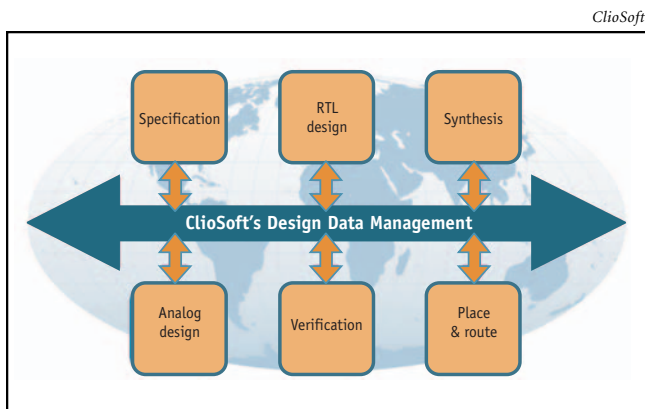 ClioSoft
Specification
RTL
design
Synthesis
ClioSoft's Design Data Management
Analog
design
Verification
Place
& route